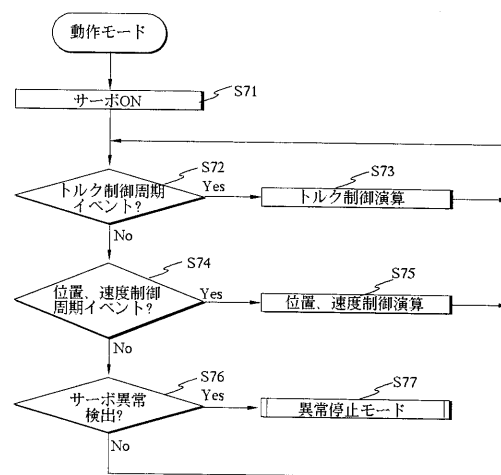 動作モード
サーボON
S71
トルク制御周期
イベント?
S72
Yes
トルク制御演算
S73
No
位置、速度制御
周期イベント?
S74
Yes
位置、速度制御演算
S75
No
サーボ異常
検出?
S76
Yes
異常停止モード
S77
No